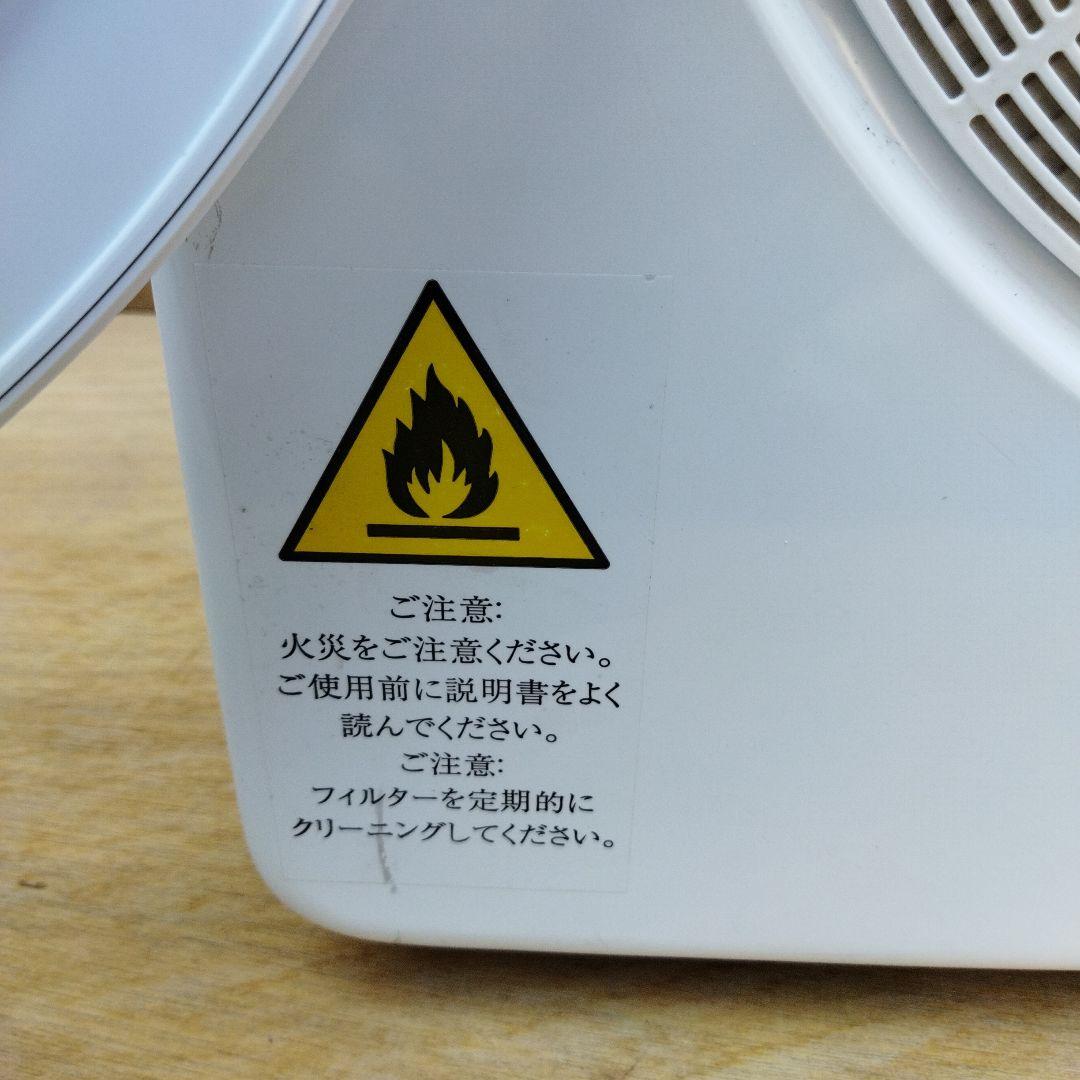 ご注意:
火災をご注意ください。
ご使用前に説明書をよく
読んでください。
ご注意:
フィルターを定期的に
クリーニングしてください。